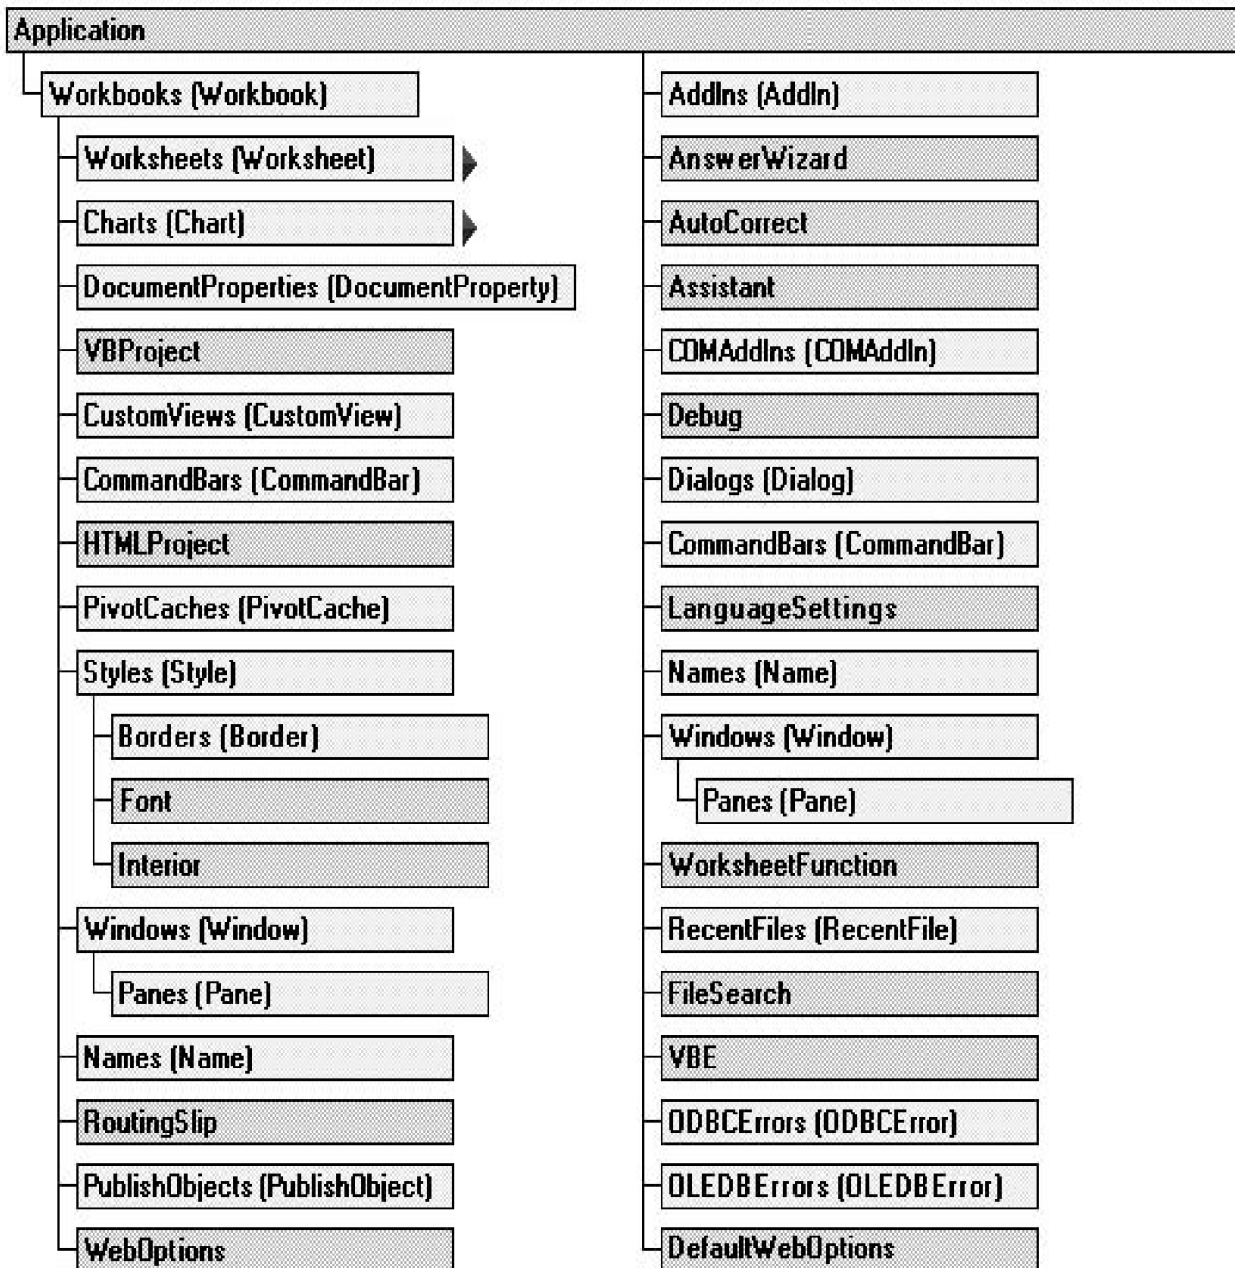 Application
Workbooks (Workbook)
Worksheets (Worksheet)
Charts (Chart)
DocumentProperties (DocumentProperty)
VBProject
CustomViews (CustomView)
CommandBars (CommandBar)
HTMLProject
PivotCaches (PivotCache)
Styles (Style)
Borders (Border)
Font
Interior
Windows (Window)
Panes (Pane)
Names (Name)
RoutingSlip
PublishObjects (PublishObject)
WebOptions
AddIns (AddIn)
AnswerWizard
AutoCorrect
Assistant
COMAddIns (COMAddIn)
Debug
Dialogs (Dialog)
CommandBars (CommandBar)
LanguageSettings
Names (Name)
Windows (Window)
Panes (Pane)
WorksheetFunction
RecentFiles (RecentFile)
FileSearch
VBE
ODBCErrors (ODBCError)
OLEDBErrors (OLEDBError)
DefaultWebOptions